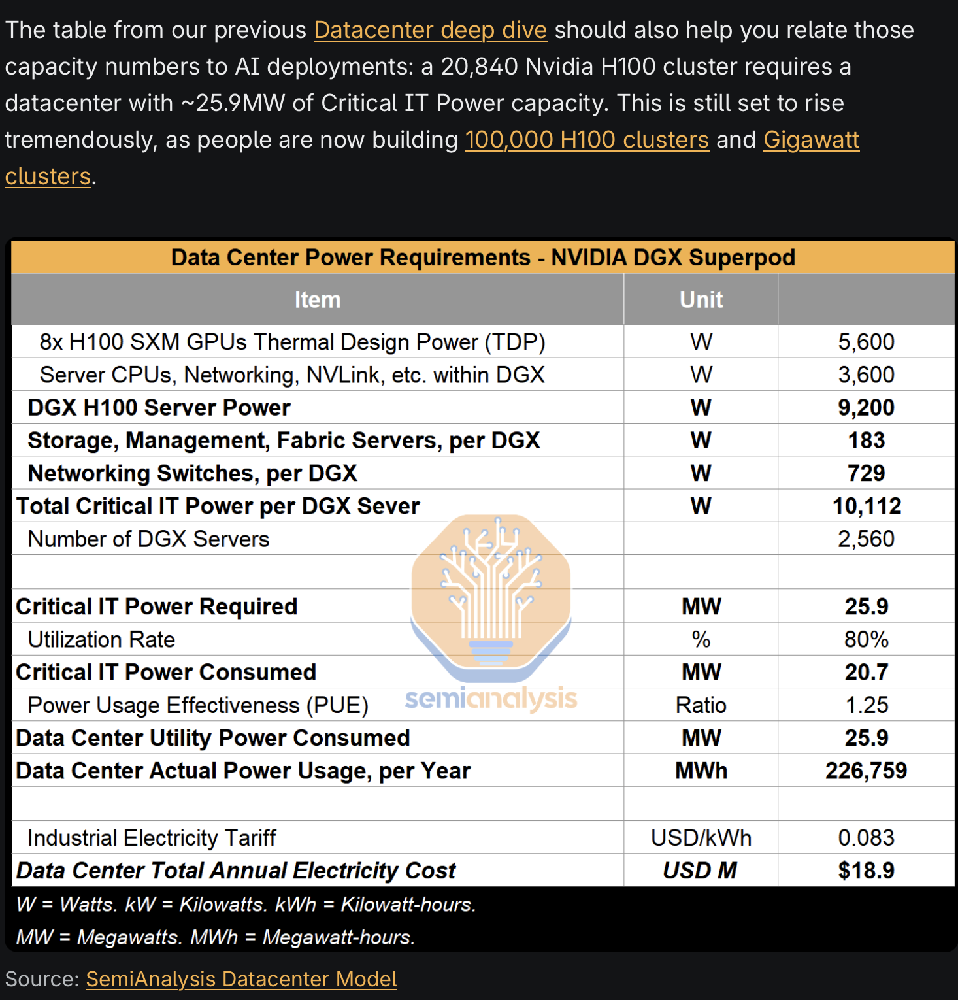 The table from our previous Datacenter deep dive should also help you relate those
capacity numbers to AI deployments: a 20,840 Nvidia H100 cluster requires a
datacenter with ~25.9MW of Critical IT Power capacity. This is still set to rise
tremendously, as people are now building 100,000 H100 clusters and Gigawatt
clusters.
Data Center Power Requirements - NVIDIA DGX Superpod
Item Unit
8x H100 SXM GPUs Thermal Design Power (TDP) W 5,600
Server CPUs, Networking, NVLink, etc. within DGX W 3,600
DGX H100 Server Power W 9,200
Storage, Management, Fabric Servers, per DGX W 183
Networking Switches, per DGX W 729
Total Critical IT Power per DGX Sever W 10,112
Number of DGX Servers 2,560
Critical IT Power Required MW 25.9
Utilization Rate % 80%
Critical IT Power Consumed MW 20.7
Power Usage Effectiveness (PUE) Ratio 1.25
semianalysis
Data Center Utility Power Consumed MW 25.9
Data Center Actual Power Usage, per Year MWh 226,759
Industrial Electricity Tariff USD/kWh 0.083
Data Center Total Annual Electricity Cost USD M $18.9
W = Watts. kW = Kilowatts. kWh = Kilowatt-hours.
MW = Megawatts. MWh = Megawatt-hours.
Source: SemiAnalysis Datacenter Model